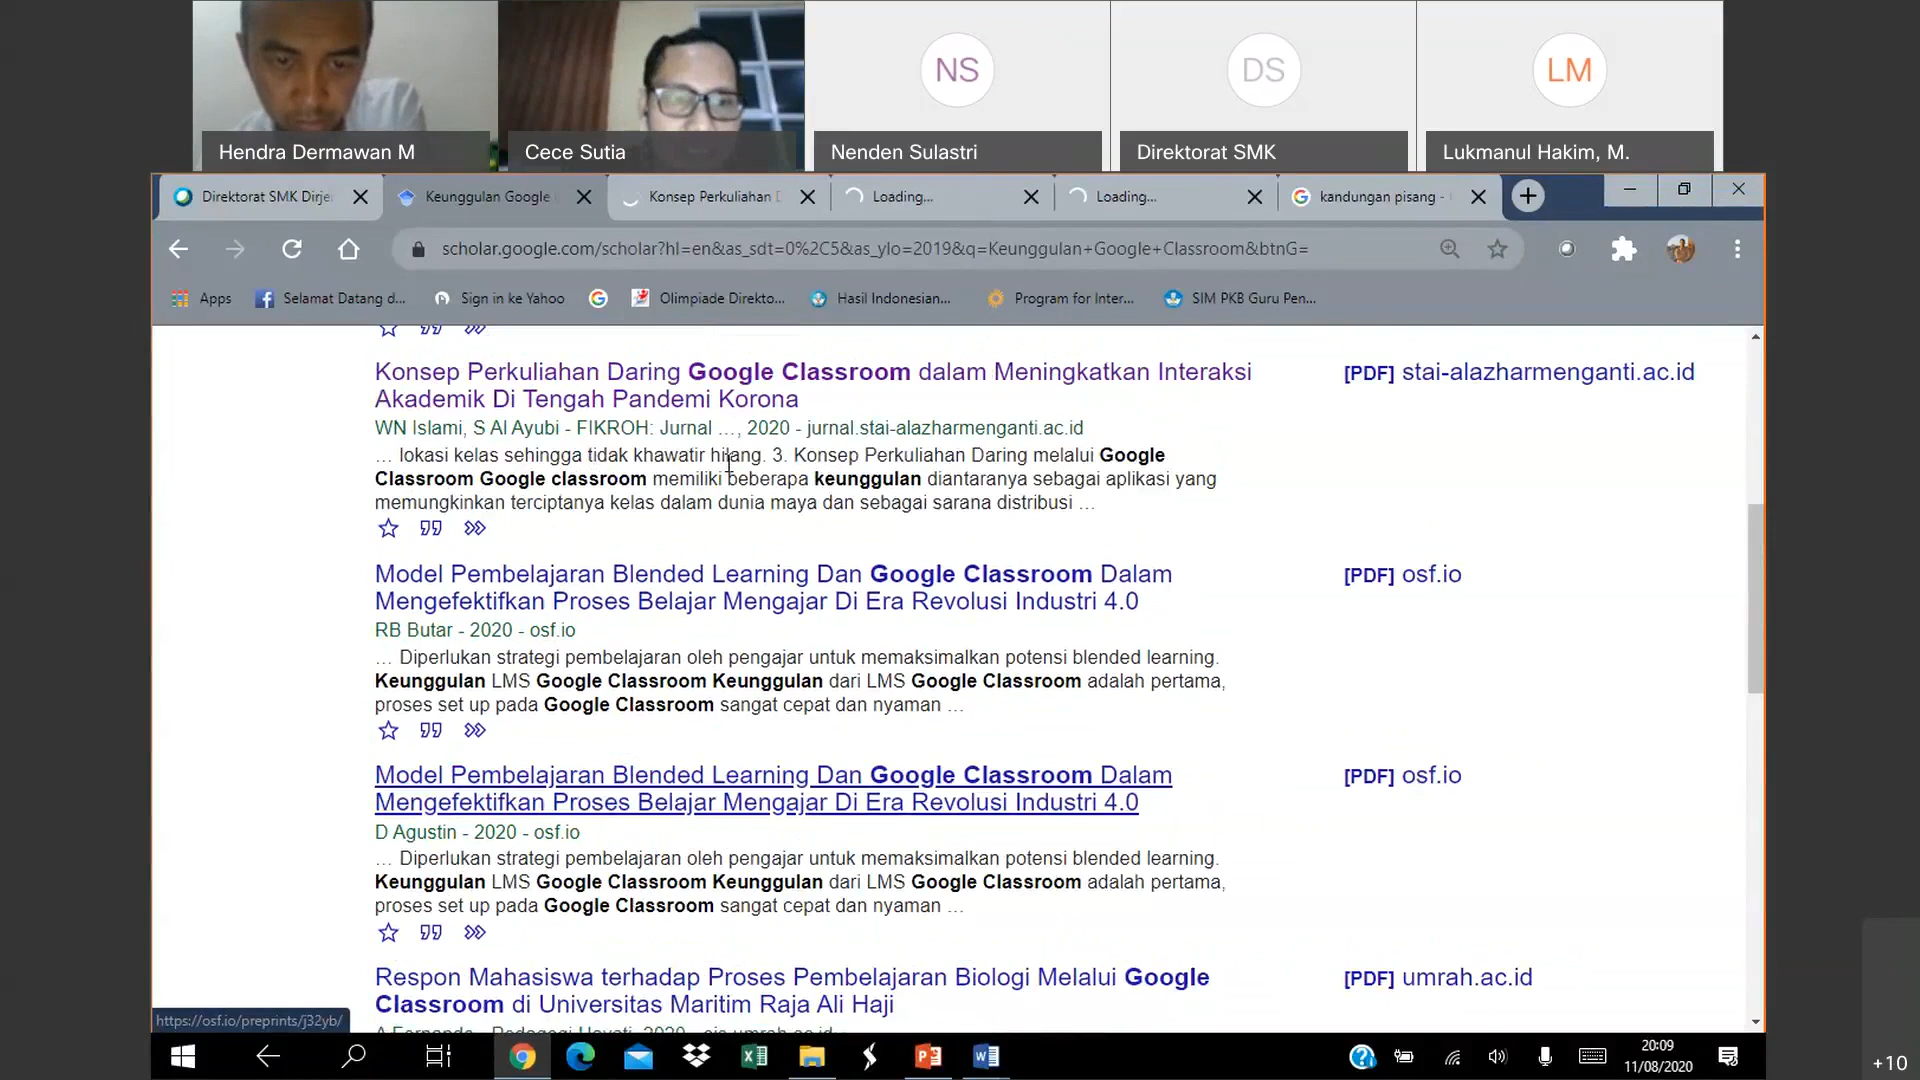 NS
DS
LM
Hendra Dermawan M
Cece Sutia
Nenden Sulastri
Direktorat SMK
Lukmanul Hakim, M.
Direktorat SMK Dirje
Keunggulan Google
Konsep Perkuliahan D
Loading...
Loading...
kandungan pisang -
scholar.google.com/scholar?hl=en&as_sdt=0%2C5&as_ylo=2019&q=Keunggulan+Google+Classroom&btnG=
Apps
Selamat Datang d...
Sign in ke Yahoo
Olimpiade Direkto...
Hasil Indonesian...
Program for Inter...
SIM PKB Guru Pen...
Konsep Perkuliahan Daring Google Classroom dalam Meningkatkan Interaksi
Akademik Di Tengah Pandemi Korona
[PDF] stai-alazharmenganti.ac.id
WN Islami, S Al Ayubi - FIKROH: Jurnal …, 2020 - jurnal.stai-alazharmenganti.ac.id
… lokasi kelas sehingga tidak khawatir hilang. 3. Konsep Perkuliahan Daring melalui Google
Classroom Google classroom memiliki beberapa keunggulan diantaranya sebagai aplikasi yang
memungkinkan terciptanya kelas dalam dunia maya dan sebagai sarana distribusi …
Model Pembelajaran Blended Learning Dan Google Classroom Dalam
Mengefektifkan Proses Belajar Mengajar Di Era Revolusi Industri 4.0
[PDF] osf.io
RB Butar - 2020 - osf.io
… Diperlukan strategi pembelajaran oleh pengajar untuk memaksimalkan potensi blended learning.
Keunggulan LMS Google Classroom Keunggulan dari LMS Google Classroom adalah pertama,
proses set up pada Google Classroom sangat cepat dan nyaman …
Model Pembelajaran Blended Learning Dan Google Classroom Dalam
Mengefektifkan Proses Belajar Mengajar Di Era Revolusi Industri 4.0
[PDF] osf.io
D Agustin - 2020 - osf.io
… Diperlukan strategi pembelajaran oleh pengajar untuk memaksimalkan potensi blended learning.
Keunggulan LMS Google Classroom Keunggulan dari LMS Google Classroom adalah pertama,
proses set up pada Google Classroom sangat cepat dan nyaman …
Respon Mahasiswa terhadap Proses Pembelajaran Biologi Melalui Google
Classroom di Universitas Maritim Raja Ali Haji
[PDF] umrah.ac.id
https://osf.io/preprints/j32yb/
20:09
11/08/2020
+10